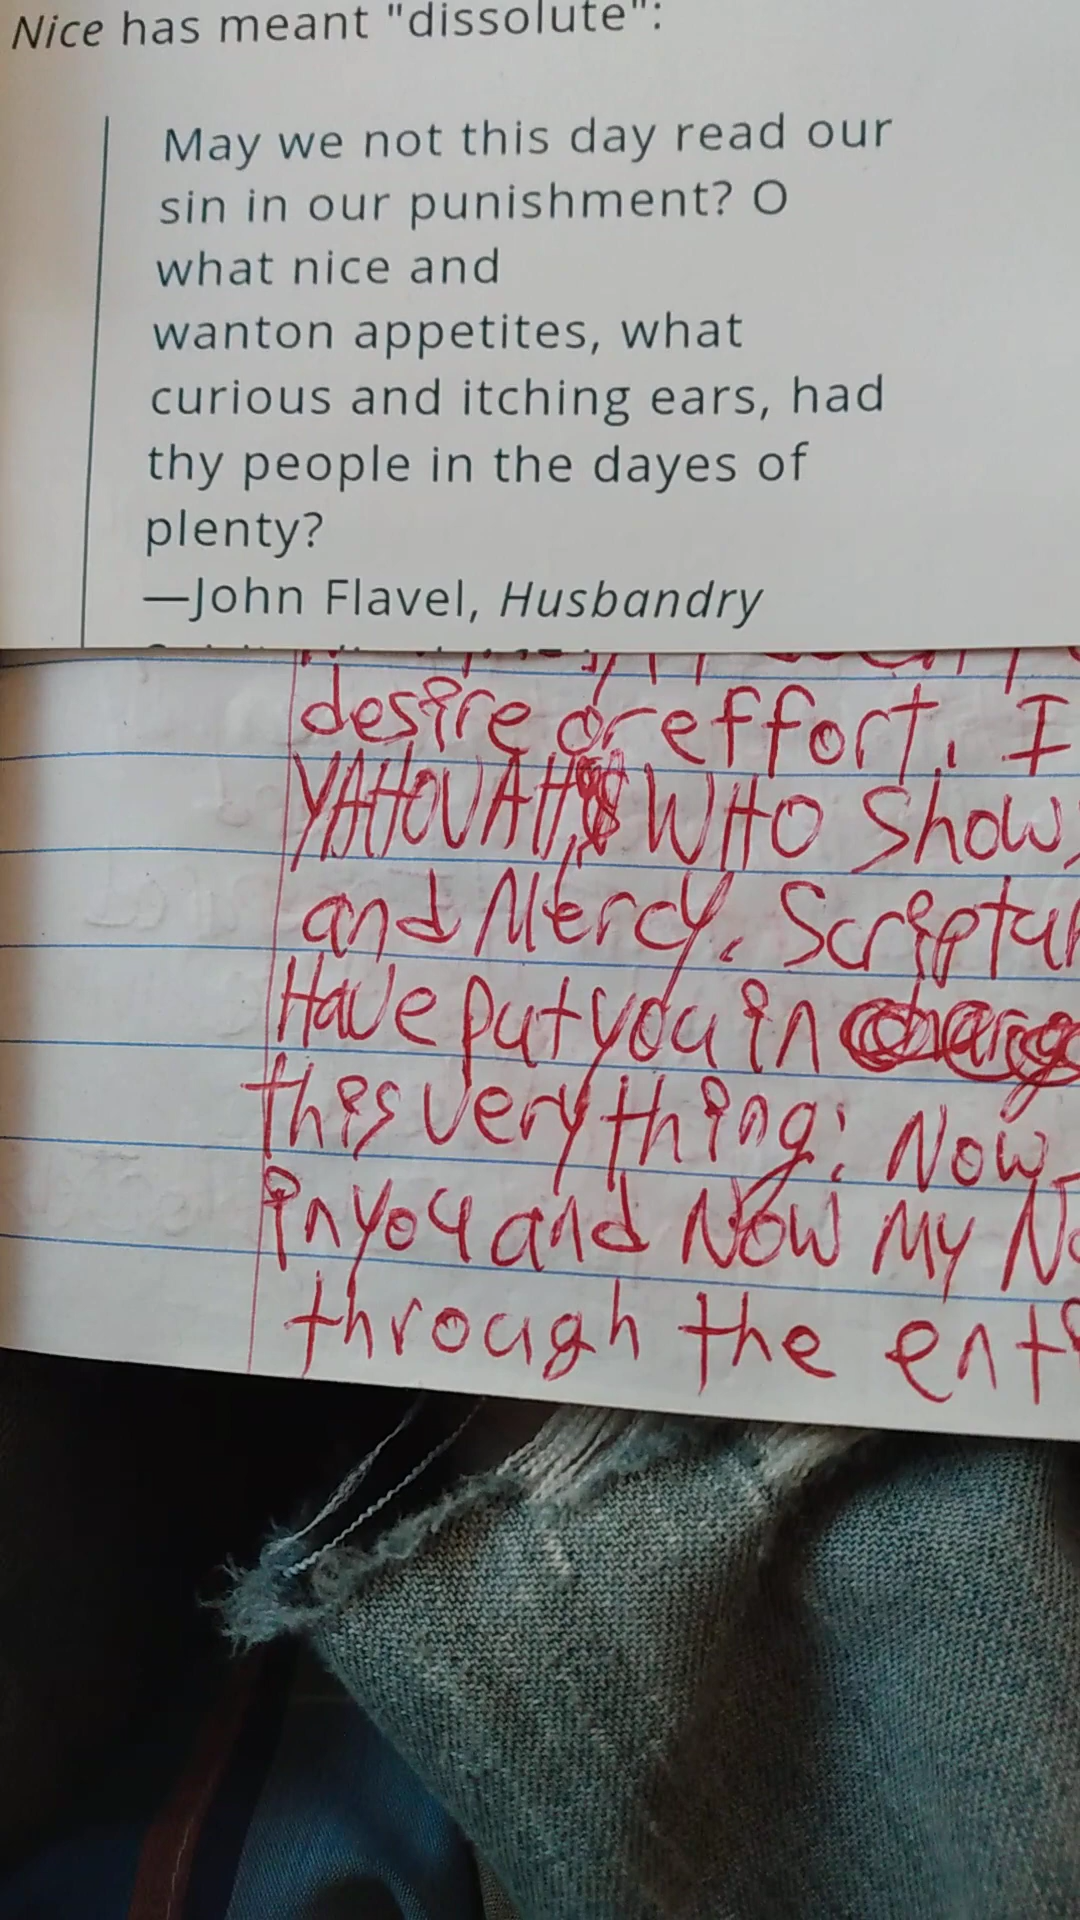 Nice has meant "dissolute":
May we not this day read our
sin in our punishment? O
what nice and
wanton appetites, what
curious and itching ears, had
thy people in the dayes of
plenty?
—John Flavel, Husbandry
desire or effort. I
YAHOUAH, WHO Show
and Mercy. Scriptur
Have put you in
this very thing: Now
in you and Now My
through the